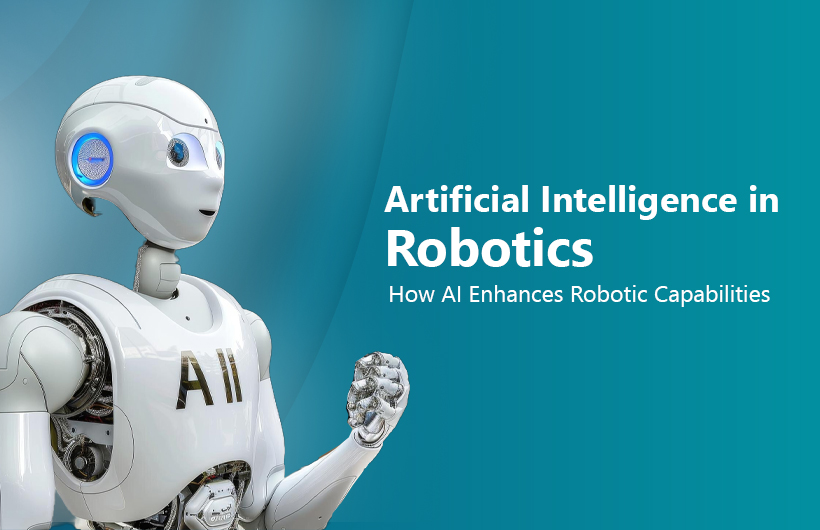 Artificial Intelligence in
Robotics
How AI Enhances Robotic Capabilities
AII